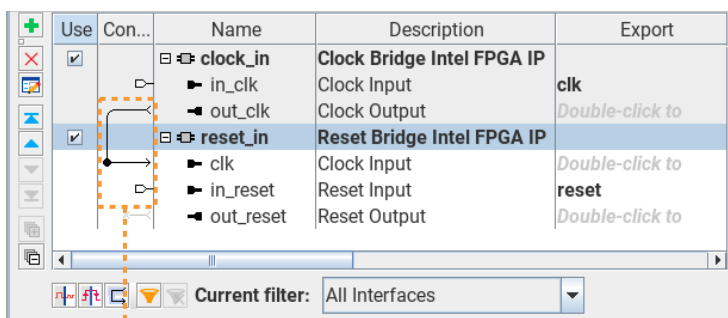 Use Con... Name Description Export
clock_in Clock Bridge Intel FPGA IP
in_clk Clock Input clk
out_clk Clock Output Double-click to
reset_in Reset Bridge Intel FPGA IP
clk Clock Input Double-click to
in_reset Reset Input reset
out_reset Reset Output Double-click to
Current filter: All Interfaces